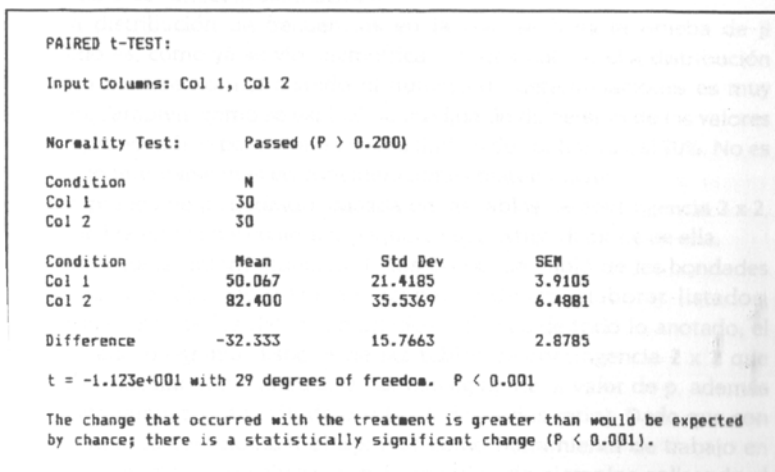 PAIRED t-TEST:
Input Columns: Col 1, Col 2
Normality Test: Passed (P > 0.200)
Condition N
Col 1 30
Col 2 30
Condition Mean Std Dev SEM
Col 1 50.067 21.4185 3.9105
Col 2 82.400 35.5369 6.4881
Difference -32.333 15.7663 2.8785
t = -1.123e+001 with 29 degrees of freedom. P < 0.001
The change that occurred with the treatment is greater than would be expected
by chance; there is a statistically significant change (P < 0.001).